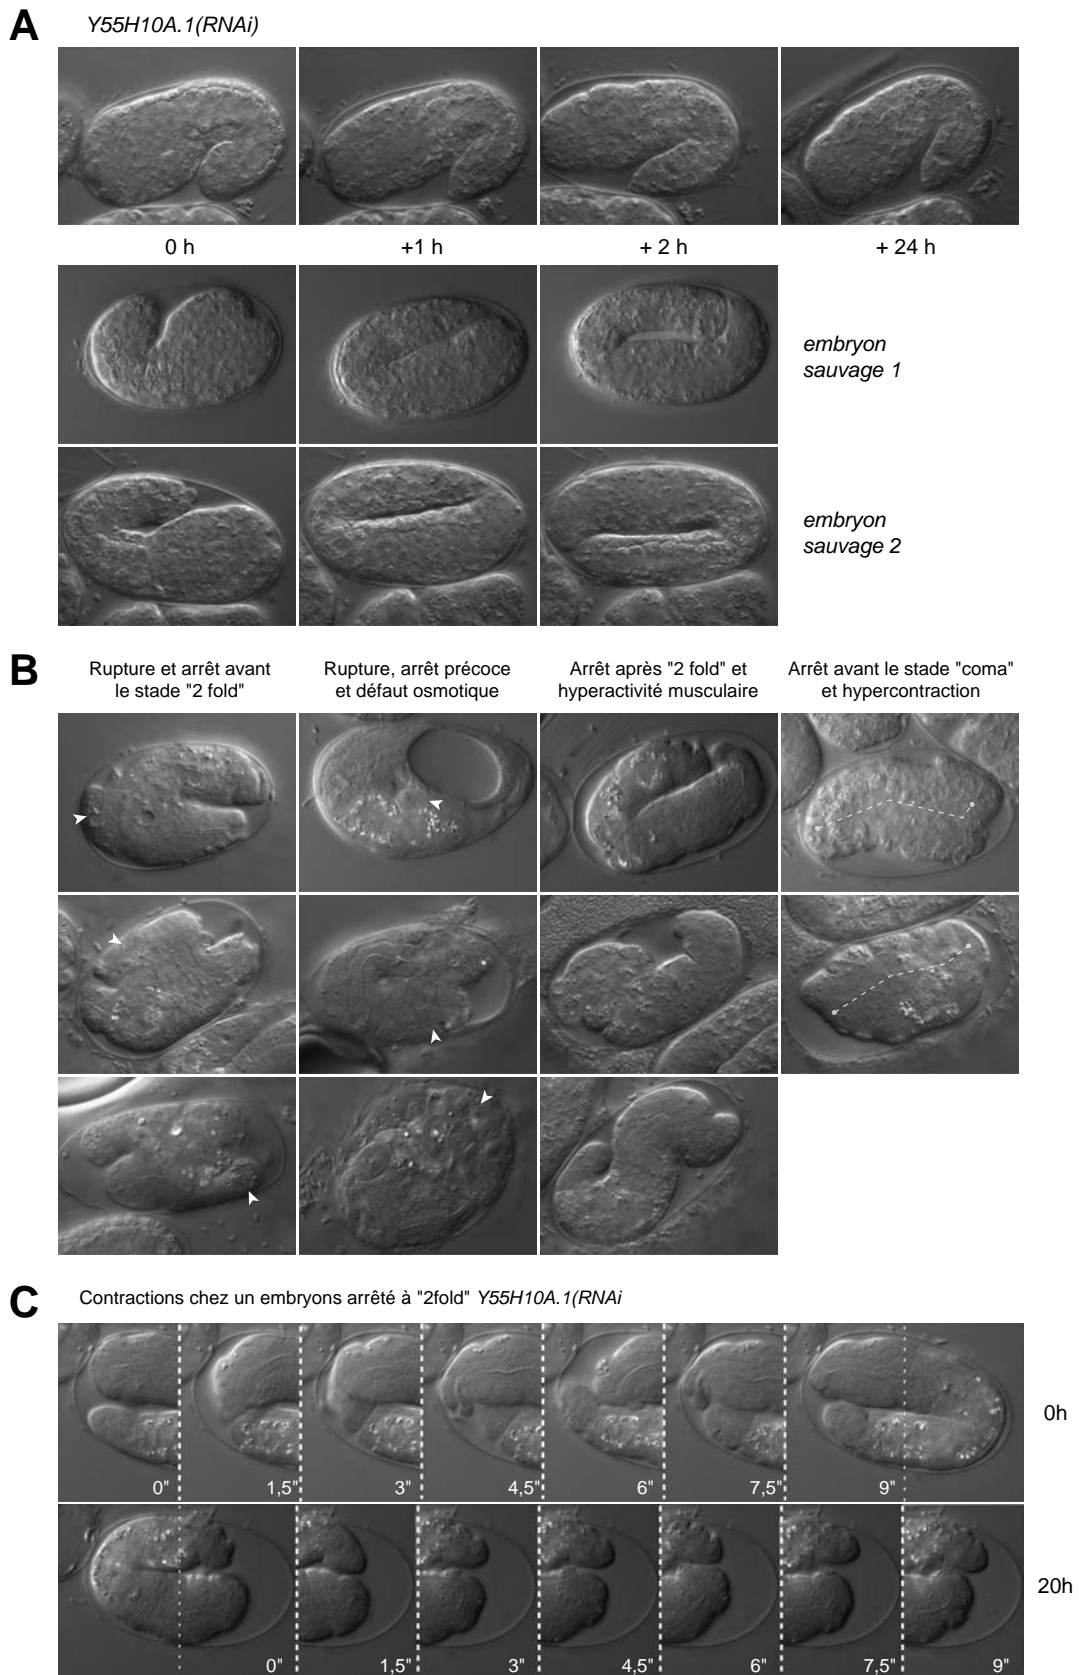 A
Y55H10A.1(RNAi)
0 h
+1 h
+ 2 h
+ 24 h
embryon
sauvage 1
embryon
sauvage 2
B
Rupture et arrêt avant
le stade "2 fold"
Rupture, arrêt précoce
et défaut osmotique
Arrêt après "2 fold" et
hyperactivité musculaire
Arrêt avant le stade "coma"
et hypercontraction
C
Contractions chez un embryons arrêté à "2fold" Y55H10A.1(RNAi
0"
1,5"
3"
4,5"
6"
7,5"
9"
0h
0"
1,5"
3"
4,5"
6"
7,5"
9"
20h